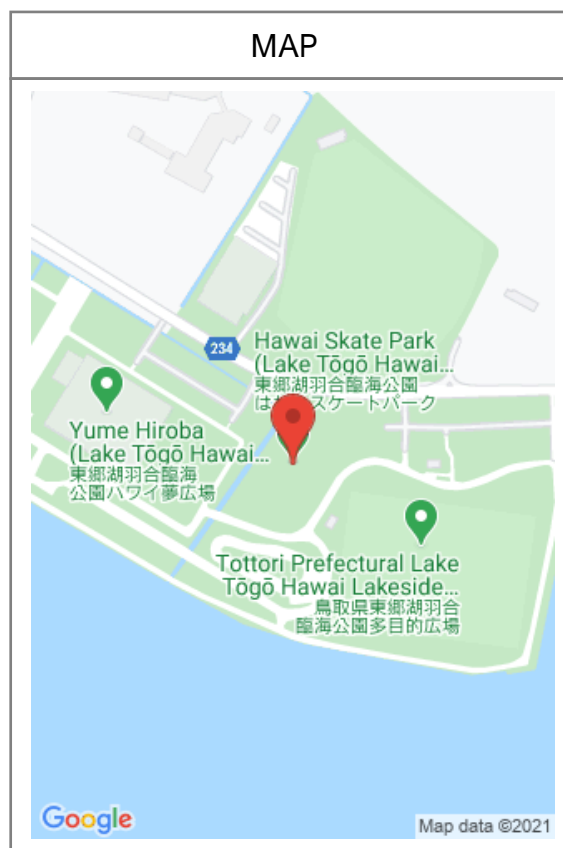 MAP
234
Hawai Skate Park
(Lake Tōgō Hawai...
東郷湖羽合臨海公園
はわ スケートパーク
Yume Hiroba
(Lake Tōgō Hawai...
東郷湖羽合臨海
公園ハワイ夢広場
Tottori Prefectural Lake
Tōgō Hawai Lakeside...
鳥取県東郷湖羽合
臨海公園多目的広場
Google
Map data ©2021